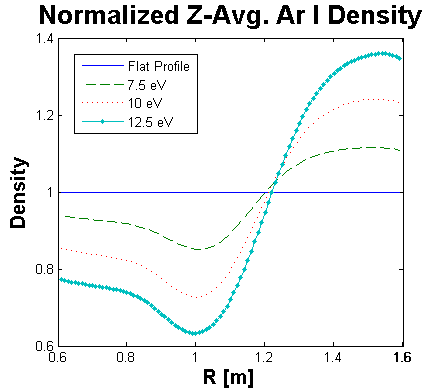 Normalized Z-Avg. Ar I Density
1.4
Flat Profile
7.5 eV
10 eV
12.5 eV
1.2
1
0.8
0.6
Density
0.6 0.8 1 1.2 1.4 1.6
R [m]